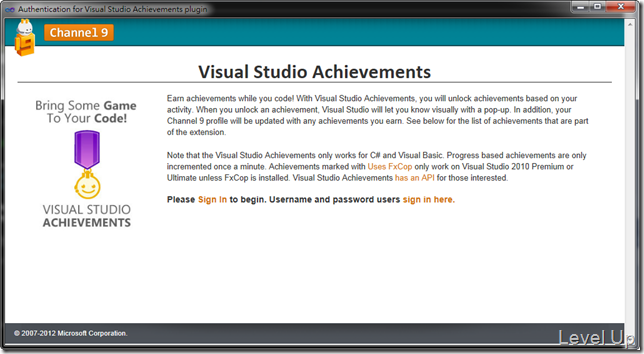 Authentication for Visual Studio Achievements plugin
Channel 9
Visual Studio Achievements
Bring Some Game
To Your Code!
VISUAL STUDIO
ACHIEVEMENTS
Earn achievements while you code! With Visual Studio Achievements, you will unlock achievements based on your
activity. When you unlock an achievement, Visual Studio will let you know visually with a pop-up. In addition, your
Channel 9 profile will be updated with any achievements you earn. See below for the list of achievements that are part
of the extension.
Note that the Visual Studio Achievements only works for C# and Visual Basic. Progress based achievements are only
incremented once a minute. Achievements marked with Uses FxCop only work on Visual Studio 2010 Premium or
Ultimate unless FxCop is installed. Visual Studio Achievements has an API for those interested.
Please Sign In to begin. Username and password users sign in here.
© 2007-2012 Microsoft Corporation.
Level Up